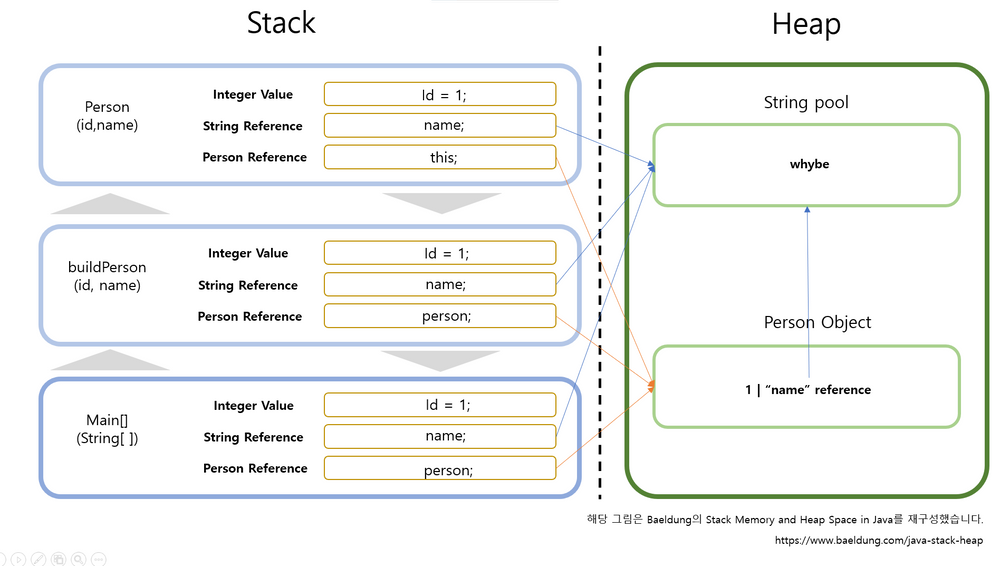 Stack
Heap
Person
(id,name)
Integer Value
Id = 1;
String Reference
name;
Person Reference
this;
String pool
whybe
buildPerson
(id, name)
Integer Value
Id = 1;
String Reference
name;
Person Reference
person;
Person Object
1 | “name” reference
Main[]
(String[ ])
Integer Value
Id = 1;
String Reference
name;
Person Reference
person;
해당 그림은 Baeldung의 Stack Memory and Heap Space in Java를 재구성했습니다.
https://www.baeldung.com/java-stack-heap